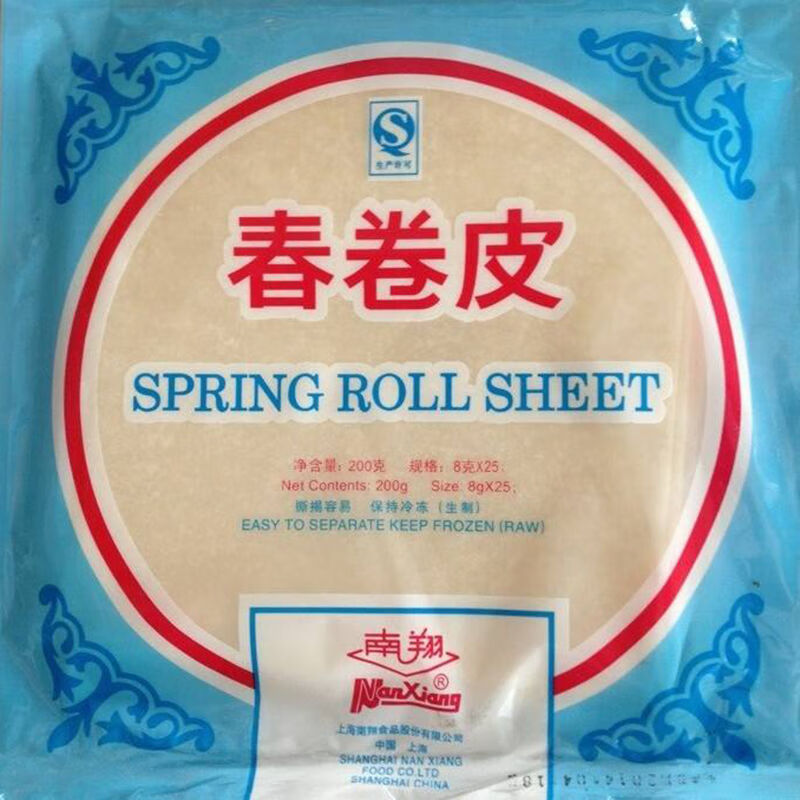 生产许可
春卷皮
SPRING ROLL SHEET
净含量: 200克 规格: 8克X25;
Net Contents: 200g Size: 8gX25;
撕揭容易 保持冷冻(生制)
EASY TO SEPARATE KEEP FROZEN (RAW)
南翔
NanXiang®
上海南翔食品股份有限公司
中国 上海
SHANGHAI NAN XIANG
FOOD CO.LTD
SHANGHAI CHINA